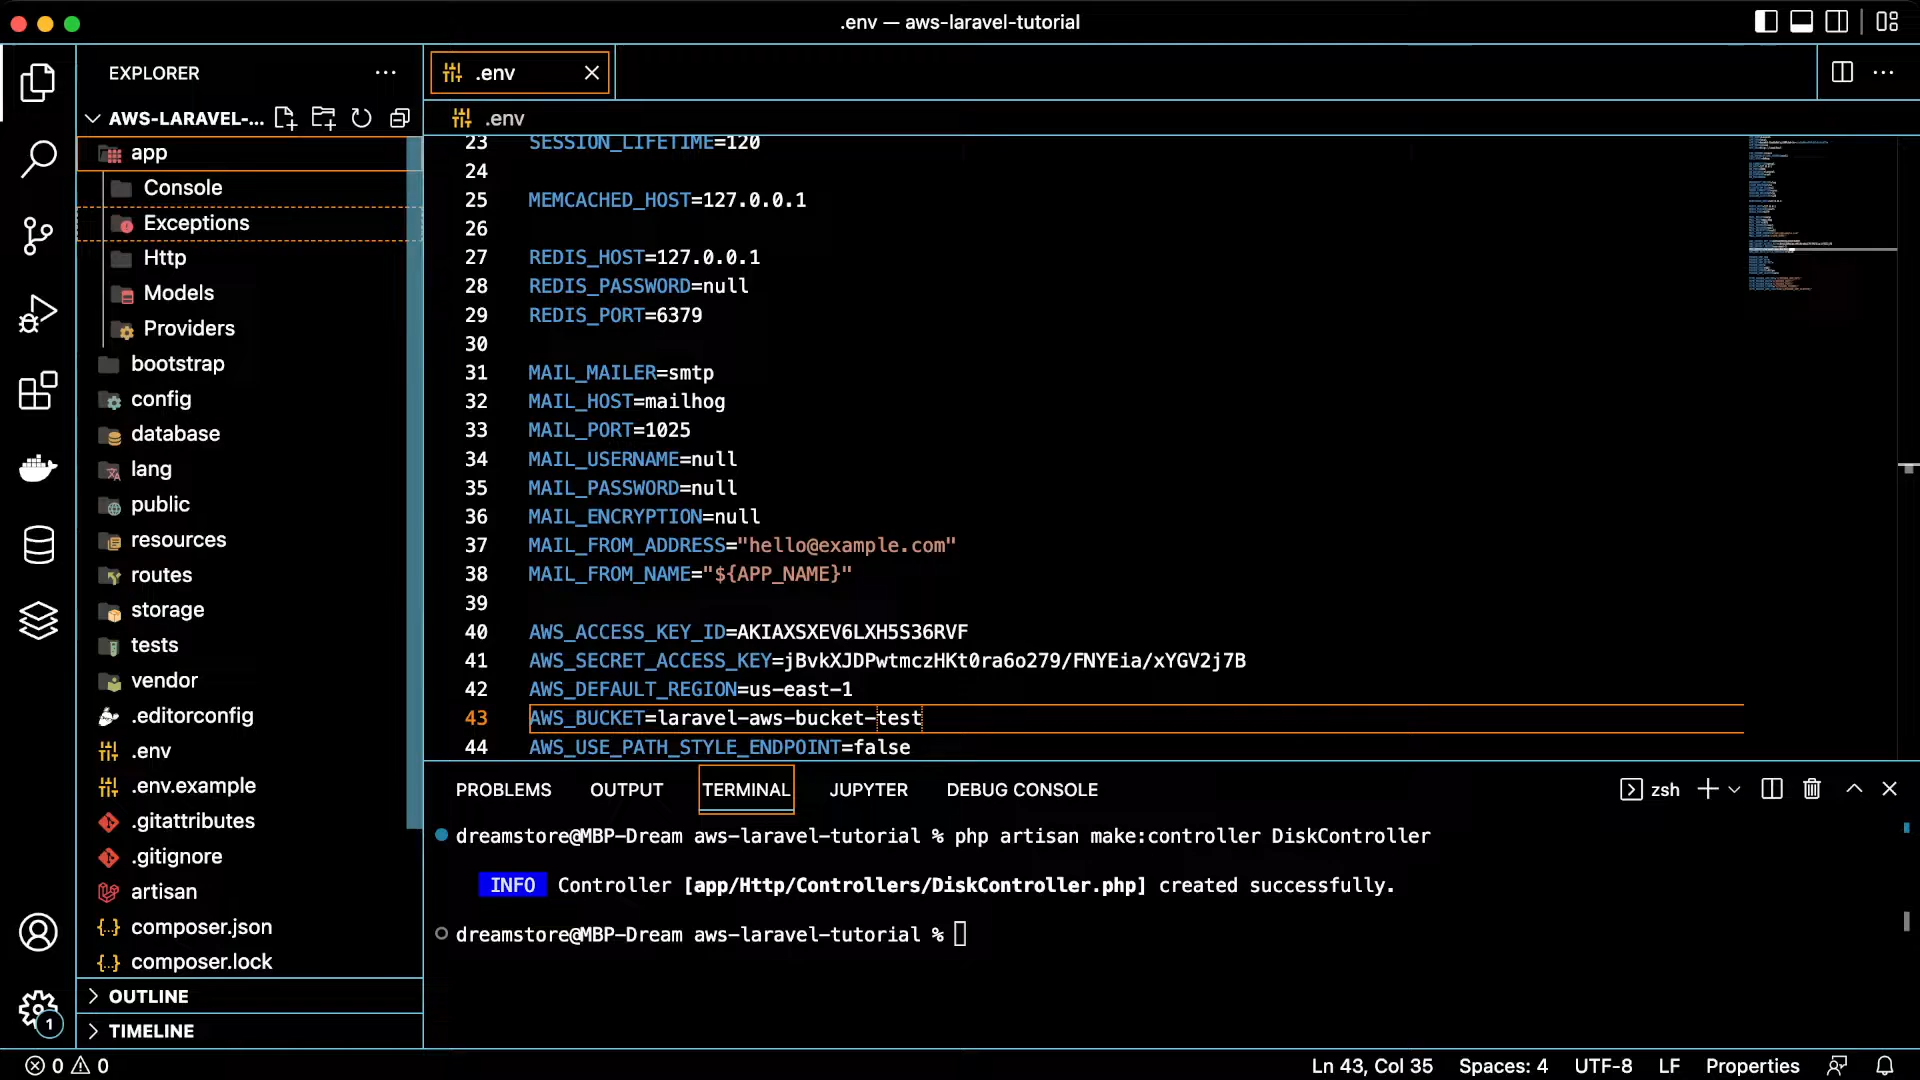 .env — aws-laravel-tutorial
EXPLORER
AWS-LARAVEL-...
app
Console
Exceptions
Http
Models
Providers
bootstrap
config
database
lang
public
resources
routes
storage
tests
vendor
.editorconfig
.env
.env.example
.gitattributes
.gitignore
artisan
composer.json
composer.lock
OUTLINE
TIMELINE
.env
.env
23 SESSION_LIFETIME=120
24
25 MEMCACHED_HOST=127.0.0.1
26
27 REDIS_HOST=127.0.0.1
28 REDIS_PASSWORD=null
29 REDIS_PORT=6379
30
31 MAIL_MAILER=smtp
32 MAIL_HOST=mailhog
33 MAIL_PORT=1025
34 MAIL_USERNAME=null
35 MAIL_PASSWORD=null
36 MAIL_ENCRYPTION=null
37 MAIL_FROM_ADDRESS="hello@example.com"
38 MAIL_FROM_NAME="${APP_NAME}"
39
40 AWS_ACCESS_KEY_ID=AKIAXSXEV6LXH5S36RVF
41 AWS_SECRET_ACCESS_KEY=jBvkXJDPwtmczHKt0ra6o279/FNYEia/xYGV2j7B
42 AWS_DEFAULT_REGION=us-east-1
43 AWS_BUCKET=laravel-aws-bucket-test
44 AWS_USE_PATH_STYLE_ENDPOINT=false
PROBLEMS OUTPUT TERMINAL JUPYTER DEBUG CONSOLE zsh
dreamstore@MBP-Dream aws-laravel-tutorial % php artisan make:controller DiskController
INFO Controller [app/Http/Controllers/DiskController.php] created successfully.
dreamstore@MBP-Dream aws-laravel-tutorial %
1
0 0 Ln 43, Col 35 Spaces: 4 UTF-8 LF Properties